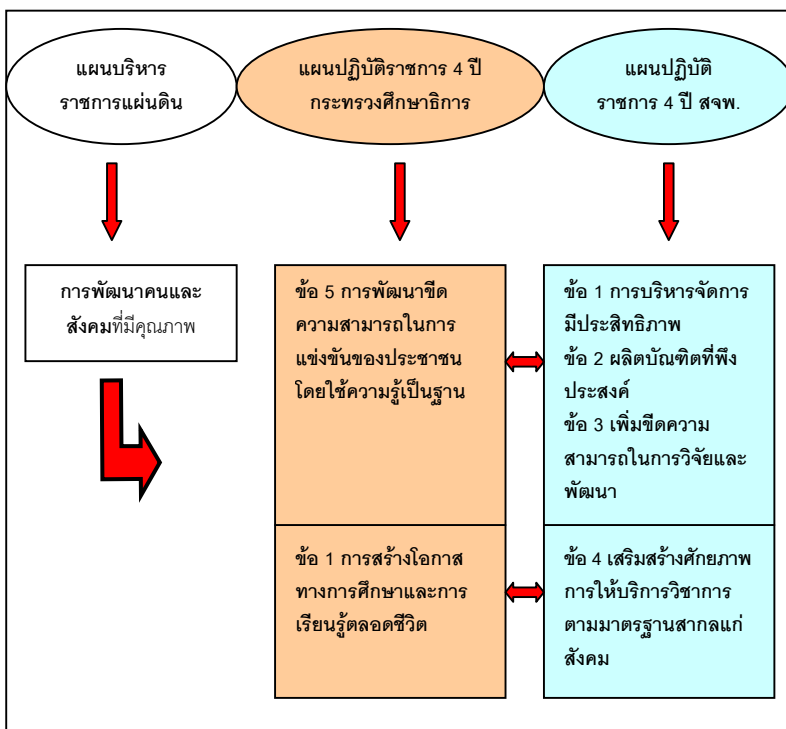 แผนบริหาร
ราชการแผ่นดิน
แผนปฏิบัติราชการ 4 ปี
กระทรวงศึกษาธิการ
แผนปฏิบัติ
ราชการ 4 ปี สจพ.
การพัฒนาคนและ
สังคมที่มีคุณภาพ
ข้อ 5 การพัฒนาขีด
ความสามารถในการ
แข่งขันของประชาชน
โดยใช้ความรู้เป็นฐาน
ข้อ 1 การบริหารจัดการ
มีประสิทธิภาพ
ข้อ 2 ผลิตบัณฑิตที่พึง
ประสงค์
ข้อ 3 เพิ่มขีดความ
สามารถในการวิจัยและ
พัฒนา
ข้อ 1 การสร้างโอกาส
ทางการศึกษาและการ
เรียนรู้ตลอดชีวิต
ข้อ 4 เสริมสร้างศักยภาพ
การให้บริการวิชาการ
ตามมาตรฐานสากลแก่
สังคม